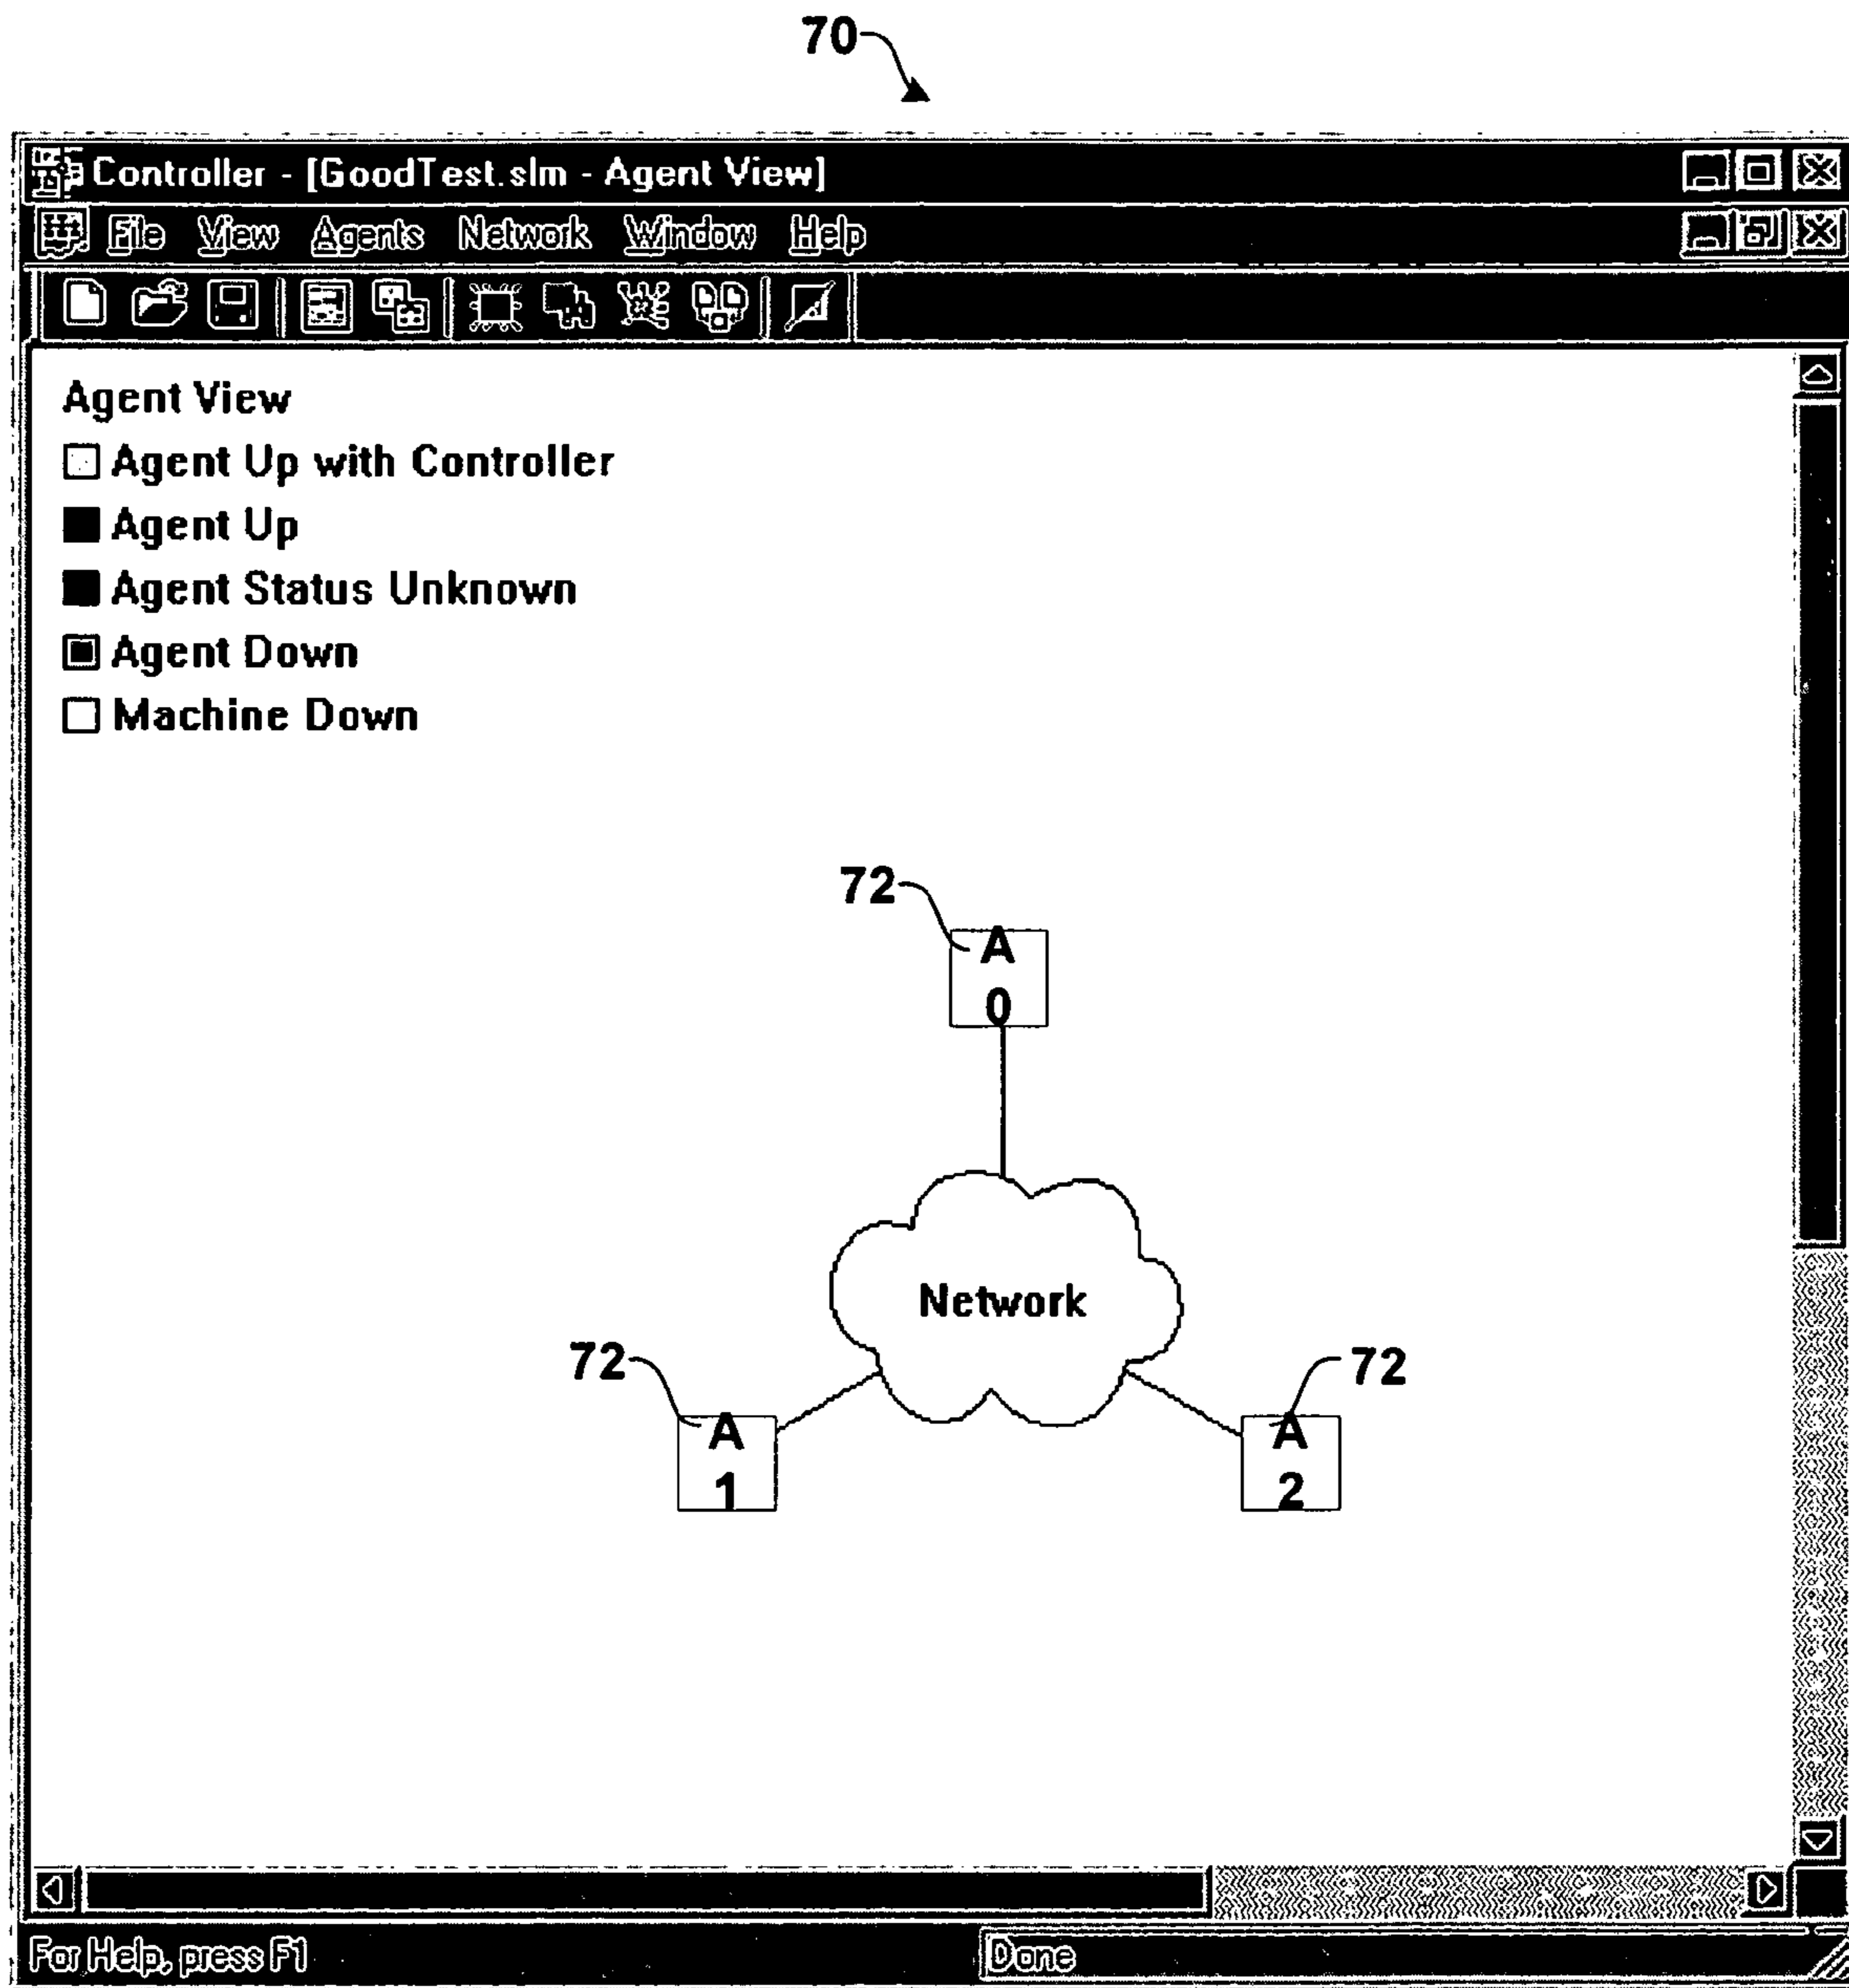 70
Controller - [GoodTest.slm - Agent View]
File View Agents Network Window Help
Agent View
Agent Up with Controller
Agent Up
Agent Status Unknown
Agent Down
Machine Down
72
A
0
Network
72
72
A
1
A
2
For Help, press F1
Done